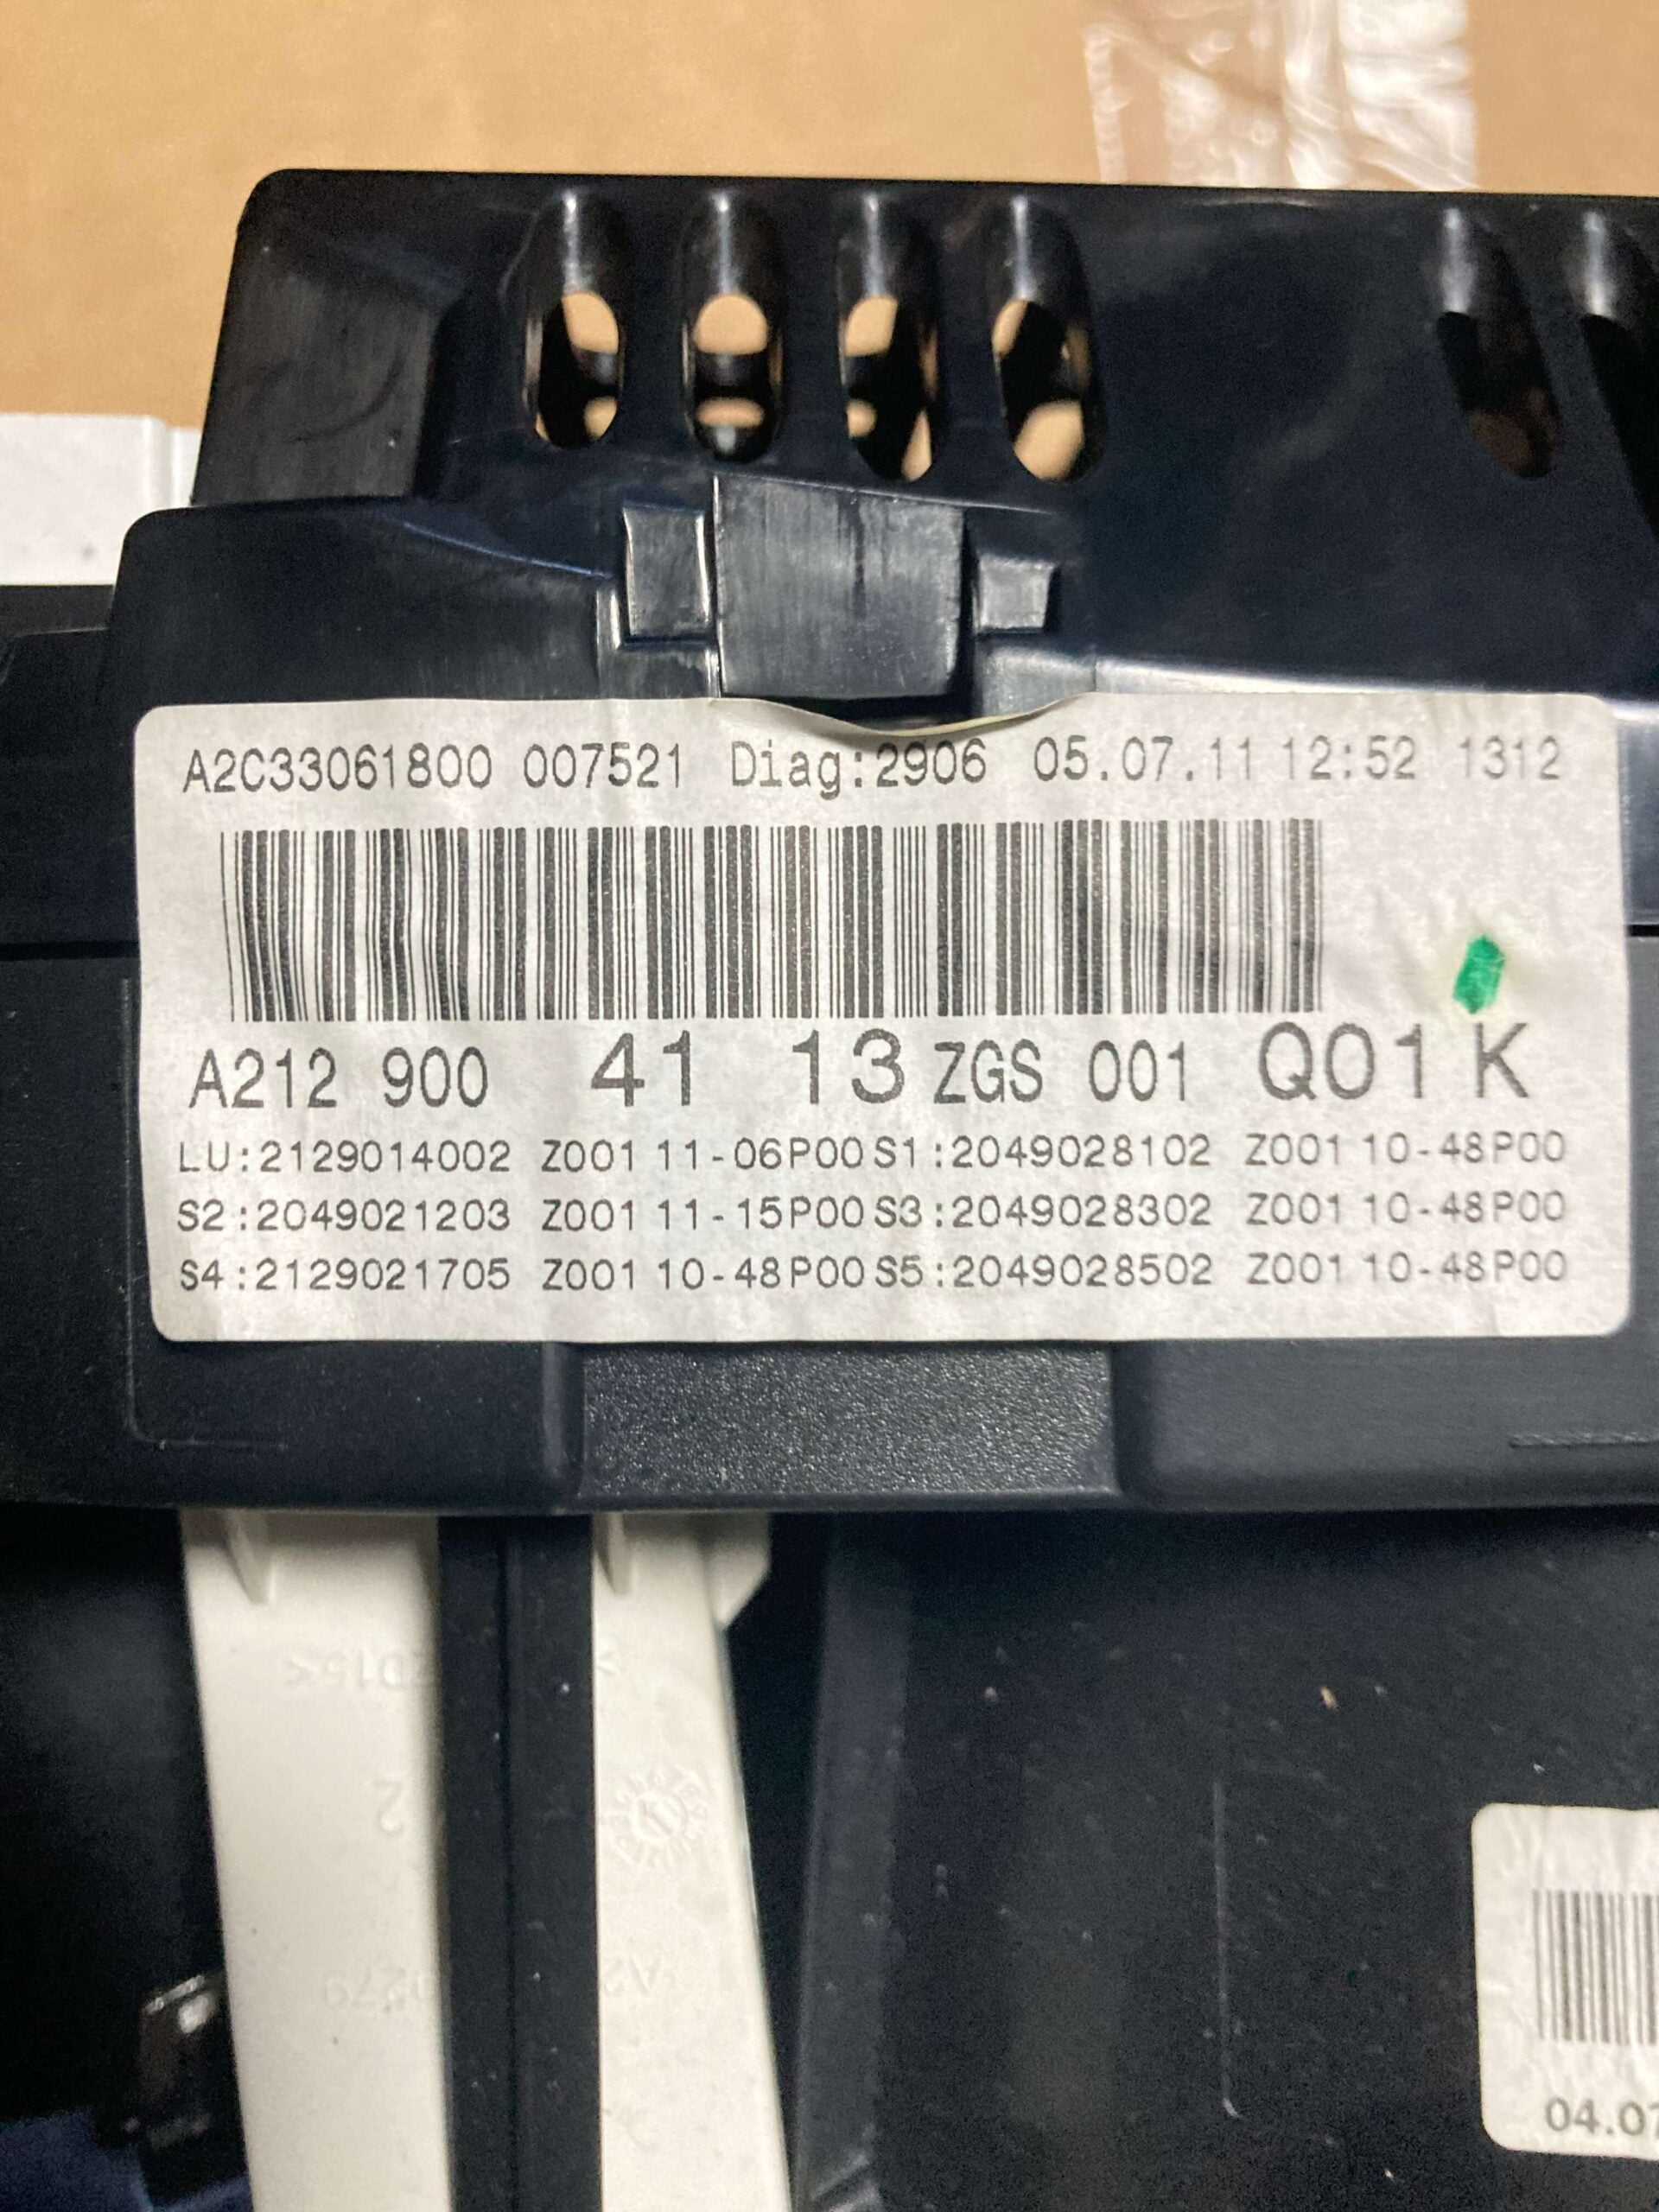 A2C33061800 007521 Diag:2906 05.07.11 12:52 1312
A212 900 41 13 ZGS 001 Q01 K
LU:2129014002 Z001 11-06P00 S1:2049028102 Z001 10-48P00
S2:2049021203 Z001 11-15P00 S3:2049028302 Z001 10-48P00
S4:2129021705 Z001 10-48P00 S5:2049028502 Z001 10-48P00
2
04.07